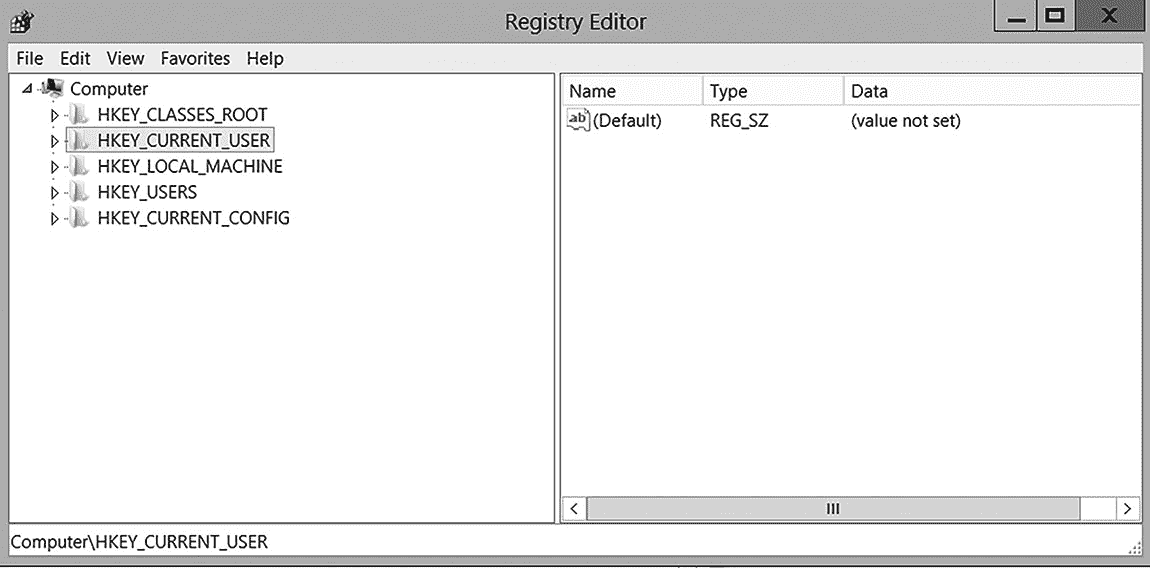 Registry Editor
File Edit View Favorites Help
Computer
HKEY_CLASSES_ROOT
HKEY_CURRENT_USER
HKEY_LOCAL_MACHINE
HKEY_USERS
HKEY_CURRENT_CONFIG
Name Type Data
ab (Default) REG_SZ (value not set)
Computer\HKEY_CURRENT_USER